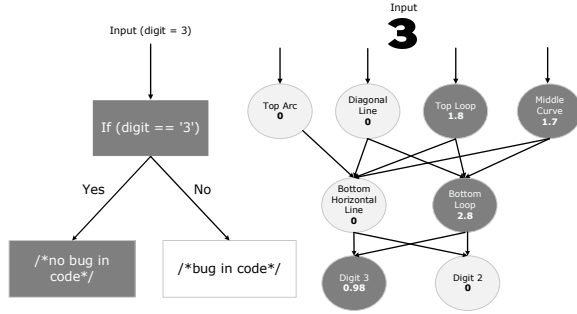 Input (digit = 3)
If (digit == '3')
Yes
No
/*no bug in
code*/
/*bug in code*/
Input
3
Top Arc
0
Diagonal
Line
0
Top Loop
1.8
Middle
Curve
1.7
Bottom
Horizontal
Line
0
Bottom
Loop
2.8
Digit 3
0.98
Digit 2
0